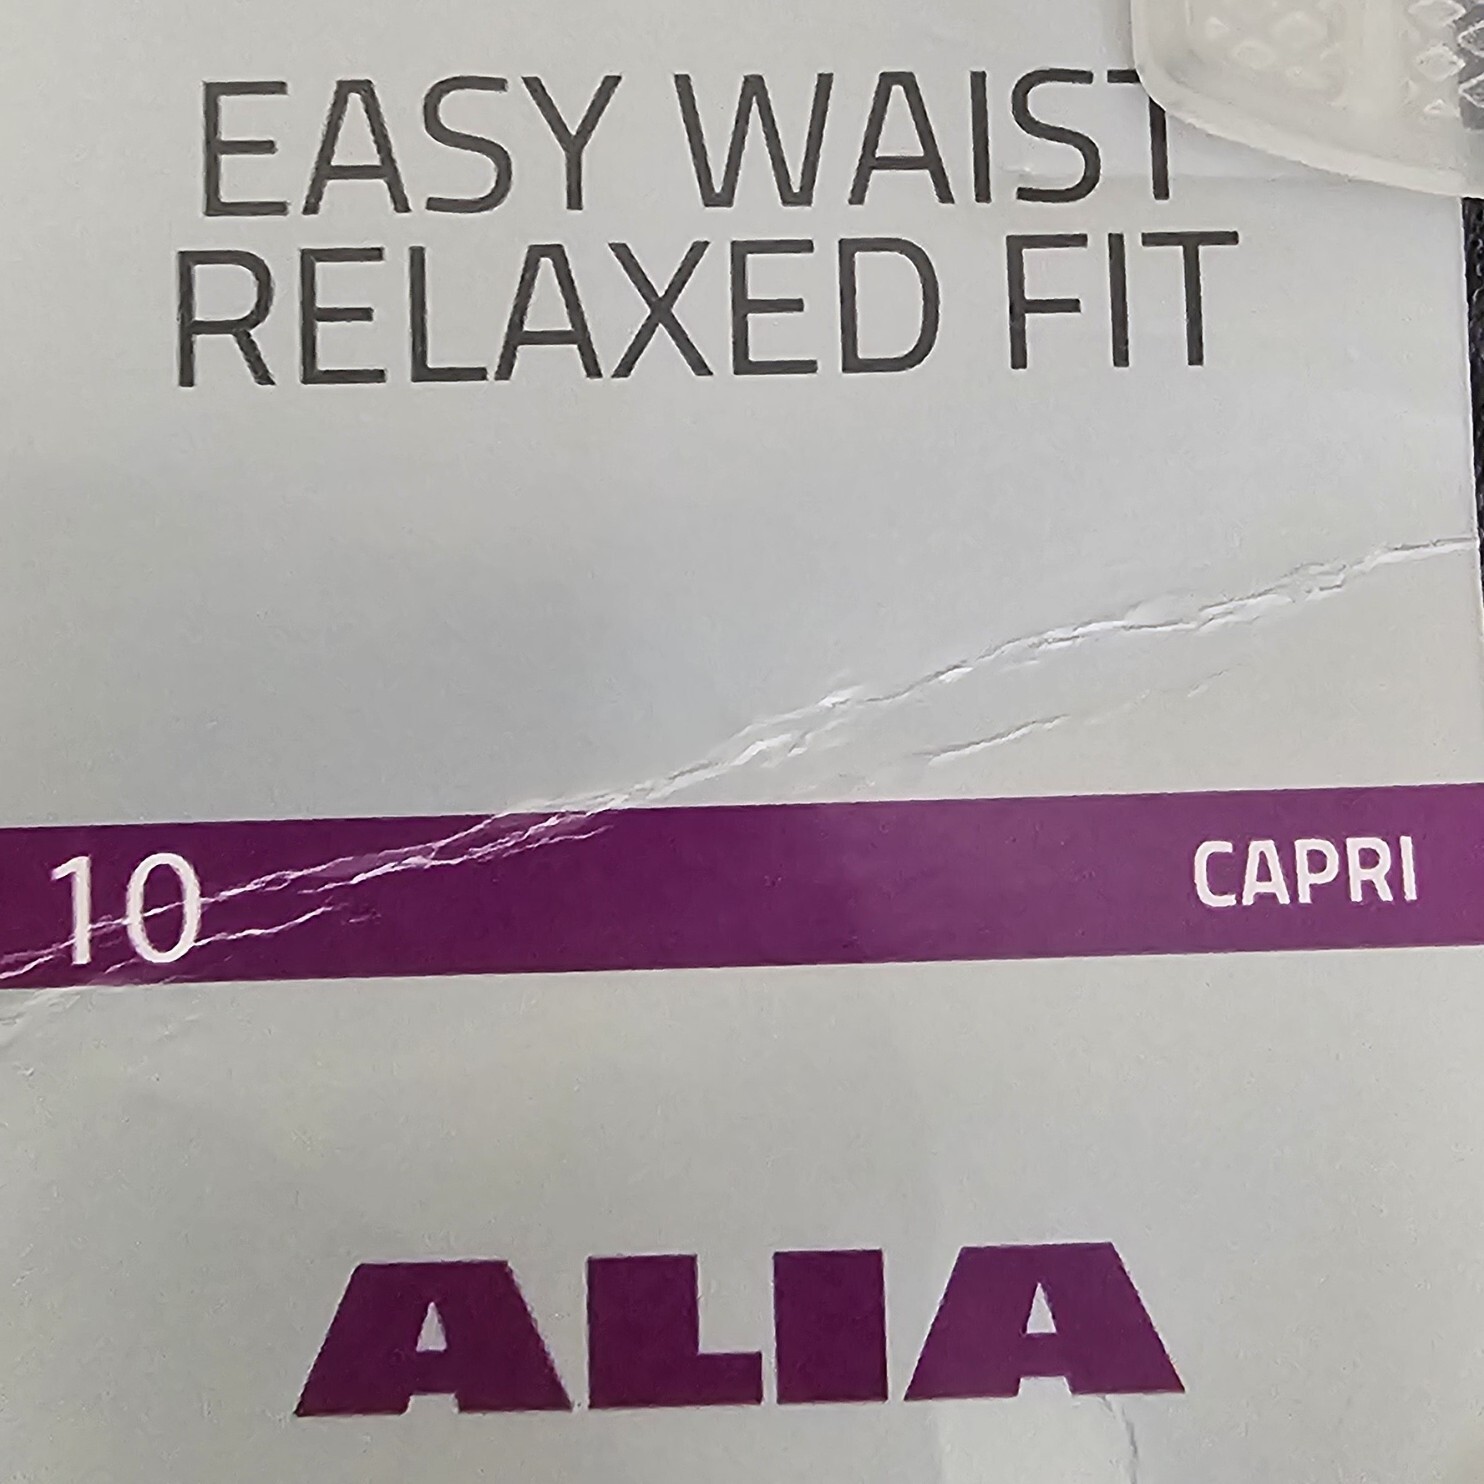 EASY WAIST
RELAXED FIT
10 CAPRI
ALIA